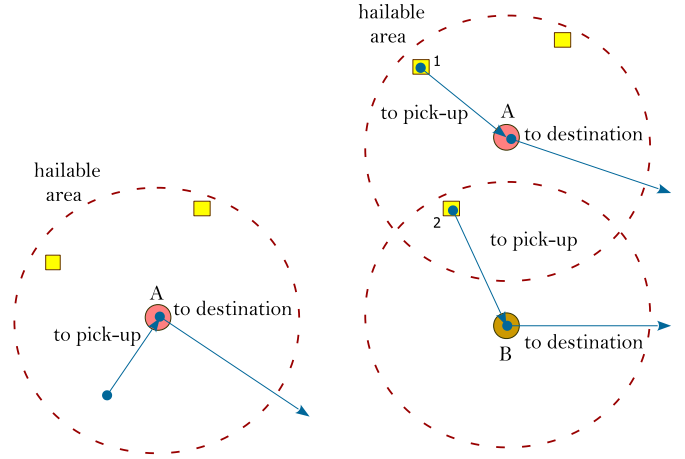 hailable
area
1
A
to pick-up
to destination
hailable
area
2
to pick-up
A
to destination
to pick-up
B
to destination